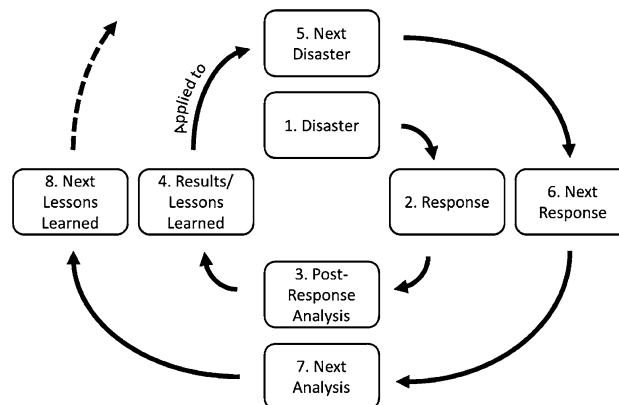 5. Next
Disaster
Applied to
1. Disaster
8. Next
Lessons
Learned
4. Results/
Lessons
Learned
2. Response
6. Next
Response
3. Post-
Response
Analysis
7. Next
Analysis